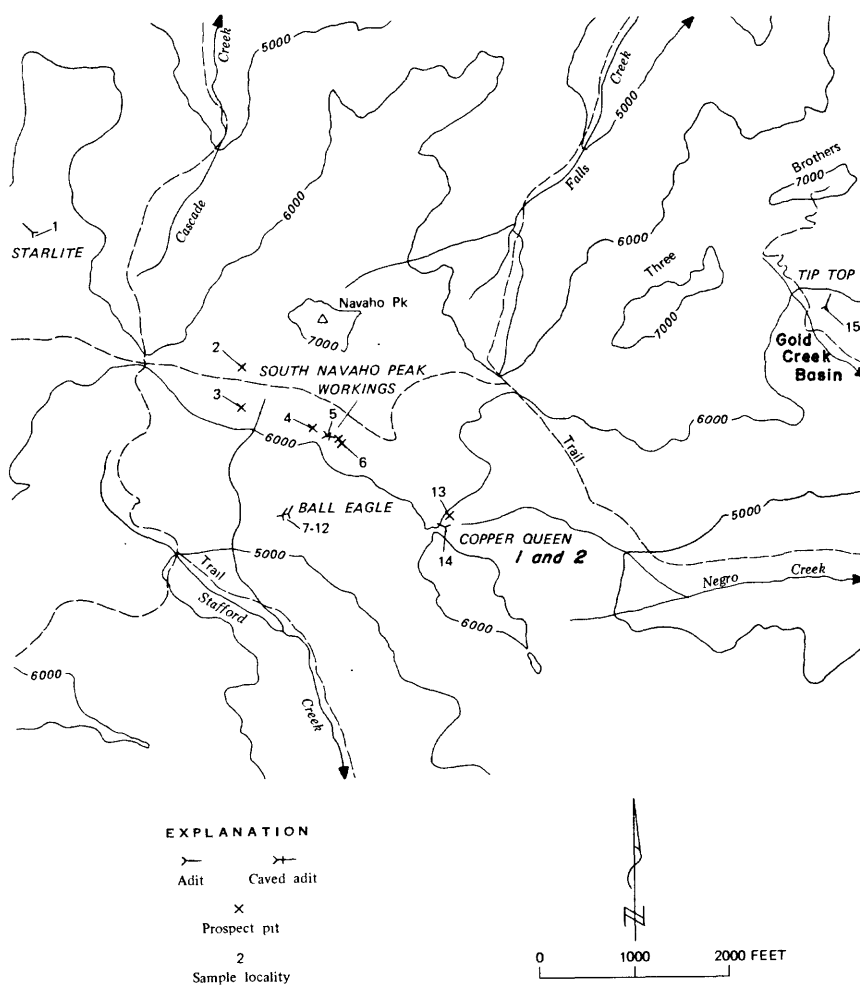 Creek
5000
Creek
5000
Brothers
7000
1
STARLITE
Cascade
6000
Falls
6000
Three
7000
TIP TOP
15
Gold
Creek
Basin
Navaho Pk
7000
2
SOUTH NAVAHO PEAK
WORKINGS
3
4
5
6
6000
6000
Trail
BALL EAGLE
7-12
13
14
COPPER QUEEN
1 and 2
5000
5000
Trail
Stafford
Negro Creek
6000
6000
Creek
EXPLANATION
Adit
Caved adit
Prospect pit
2
Sample locality
N
0 1000 2000 FEET